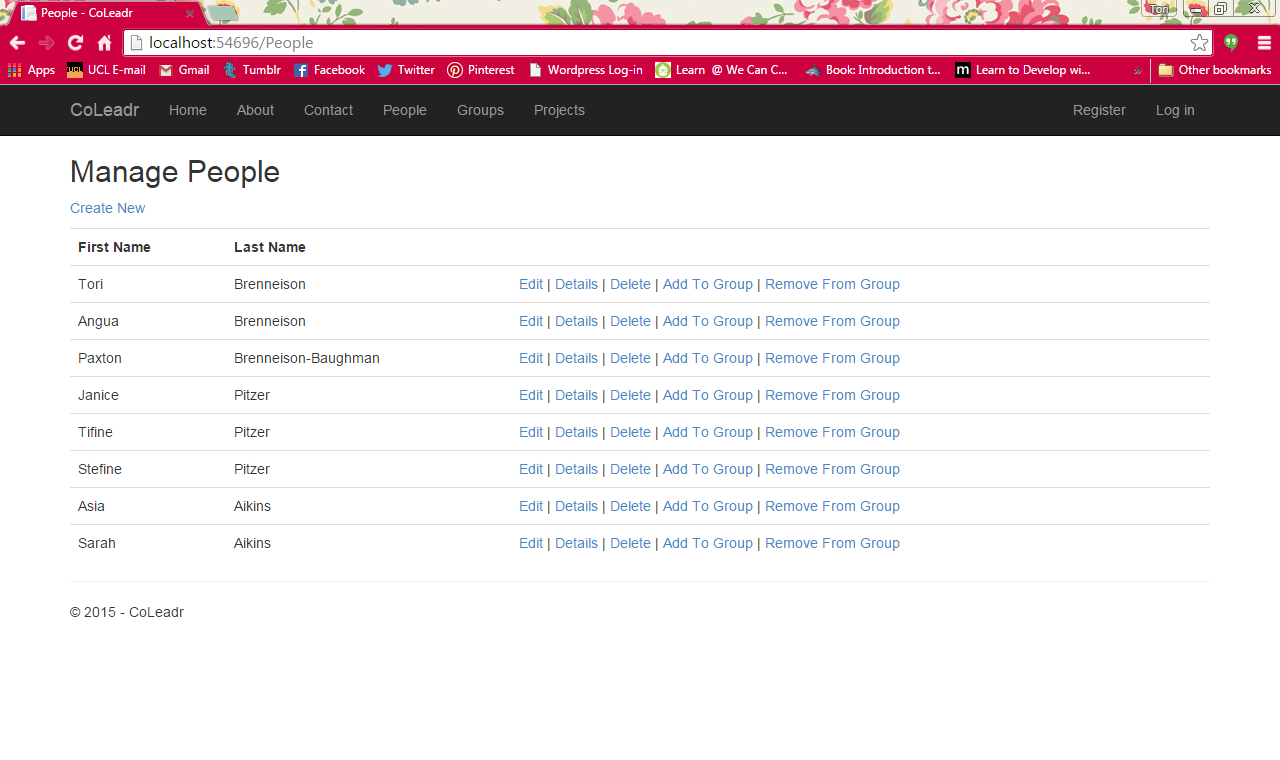 People - CoLeadr
Tori
localhost:54696/People
Apps UCL E-mail Gmail Tumblr Facebook Twitter Pinterest Wordpress Log-in Learn @ We Can C... Book: Introduction t... Learn to Develop wi... » Other bookmarks
CoLeadr Home About Contact People Groups Projects Register Log in
Manage People
Create New
First Name Last Name
Tori Brenneison Edit | Details | Delete | Add To Group | Remove From Group
Angua Brenneison Edit | Details | Delete | Add To Group | Remove From Group
Paxton Brenneison-Baughman Edit | Details | Delete | Add To Group | Remove From Group
Janice Pitzer Edit | Details | Delete | Add To Group | Remove From Group
Tifine Pitzer Edit | Details | Delete | Add To Group | Remove From Group
Stefine Pitzer Edit | Details | Delete | Add To Group | Remove From Group
Asia Aikins Edit | Details | Delete | Add To Group | Remove From Group
Sarah Aikins Edit | Details | Delete | Add To Group | Remove From Group
© 2015 - CoLeadr